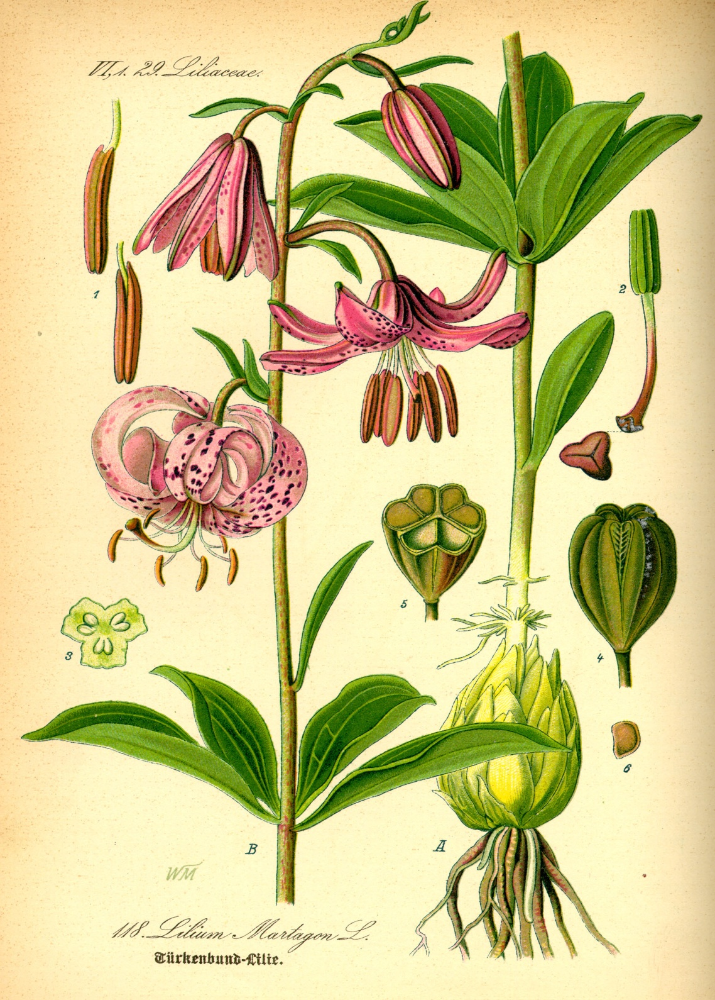 VI,1. 29. Liliaceae.
1
2
3
5
4
6
B
A
WM
118. Lilium Martagon L.
Türkenbund-Lilie.